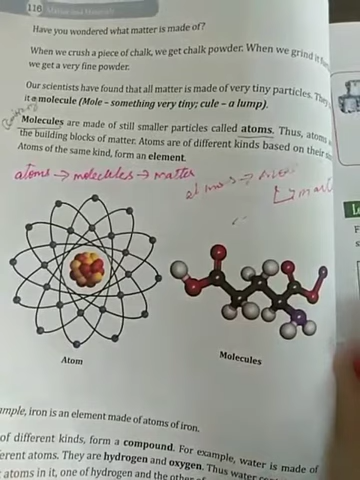 116
Matter and Materials
Have you wondered what matter is made of?
When we crush a piece of chalk, we get chalk powder. When we grind it
we get a very fine powder.
Our scientists have found that all matter is made of very tiny particles. They
it a molecule (Mole – something very tiny; cule – a lump).
Molecules are made of still smaller particles called atoms. Thus, atoms
the building blocks of matter. Atoms are of different kinds based on their
Atoms of the same kind, form an element.
atoms → molecules → matter
Atom
Molecules
iron is an element made of atoms of iron.
of different kinds, form a compound. For example, water is made of
atoms. They are hydrogen and oxygen. Thus water
atoms in it, one of hydrogen and the other